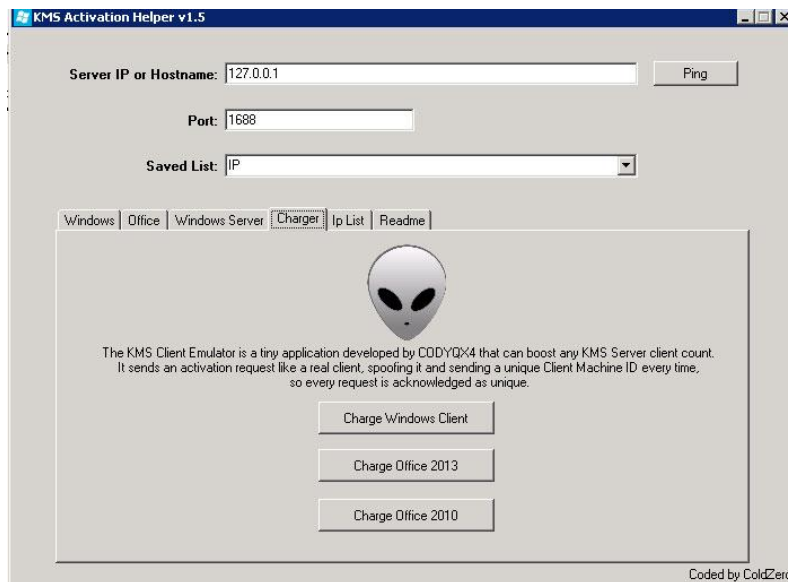 KMS Activation Helper v1.5
Server IP or Hostname: 127.0.0.1 Ping
Port: 1688
Saved List: IP
Windows Office Windows Server Charger Ip List Readme
The KMS Client Emulator is a tiny application developed by CODYQX4 that can boost any KMS Server client count.
It sends an activation request like a real client, spoofing it and sending a unique Client Machine ID every time,
so every request is acknowledged as unique.
Charge Windows Client
Charge Office 2013
Charge Office 2010
Coded by ColdZero